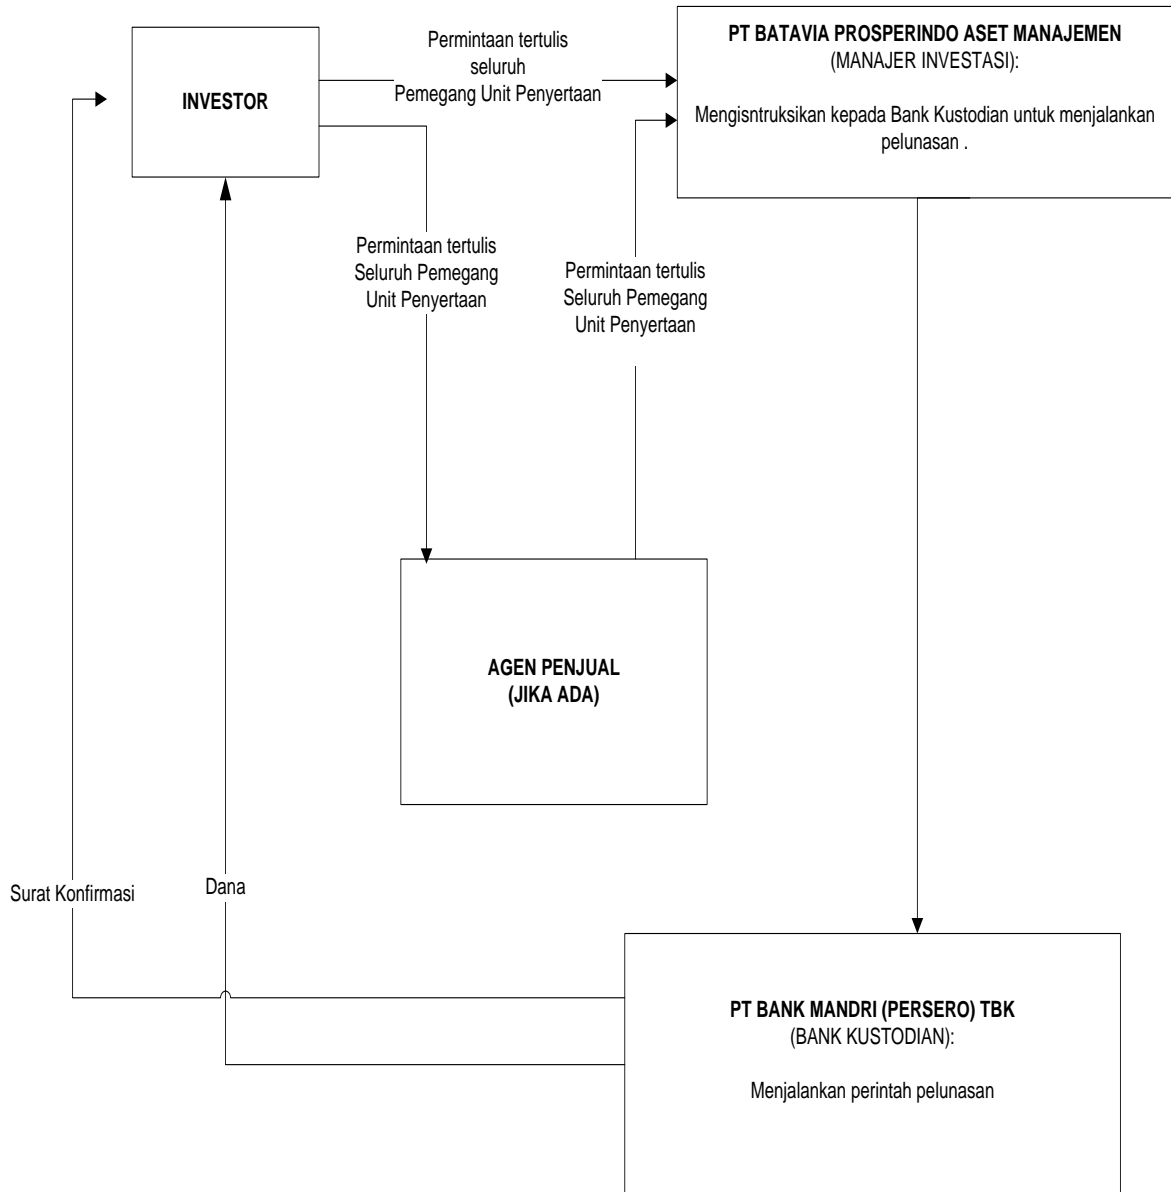 INVESTOR
Permintaan tertulis
seluruh
Pemegang Unit Penyertaan
PT BATAVIA PROSPERINDO ASET MANAJEMEN
(MANAJER INVESTASI):
Mengisntruksikan kepada Bank Kustodian untuk menjalankan
pelunasan .
Permintaan tertulis
Seluruh Pemegang
Unit Penyertaan
Permintaan tertulis
Seluruh Pemegang
Unit Penyertaan
AGEN PENJUAL
(JIKA ADA)
Surat Konfirmasi
Dana
PT BANK MANDRI (PERSERO) TBK
(BANK KUSTODIAN):
Menjalankan perintah pelunasan